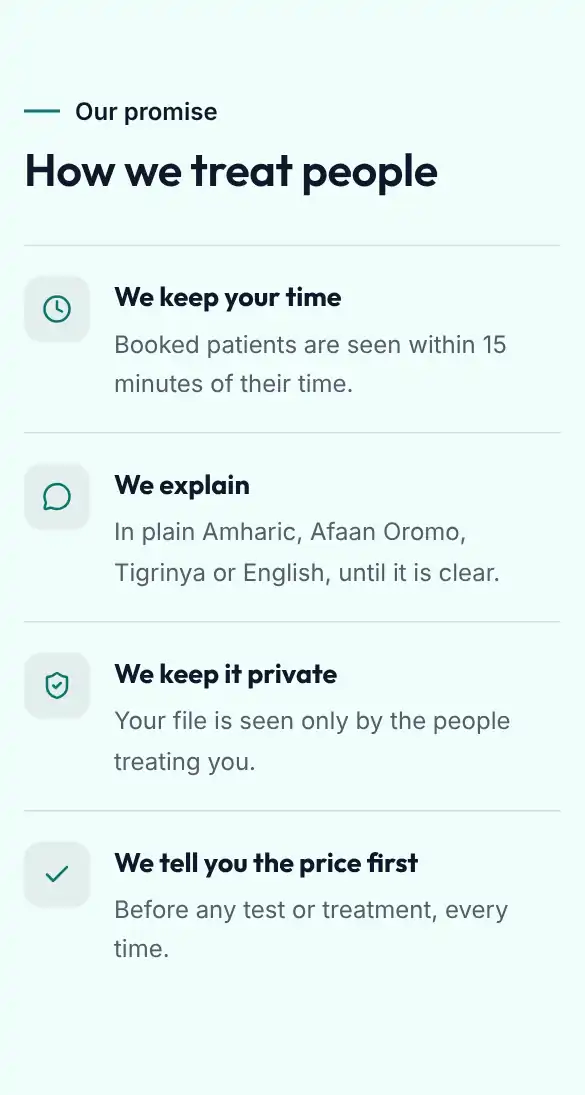 Our promise
How we treat people
We keep your time
Booked patients are seen within 15
minutes of their time.
We explain
In plain Amharic, Afaan Oromo,
Tigrinya or English, until it is clear.
We keep it private
Your file is seen only by the people
treating you.
We tell you the price first
Before any test or treatment, every
time.